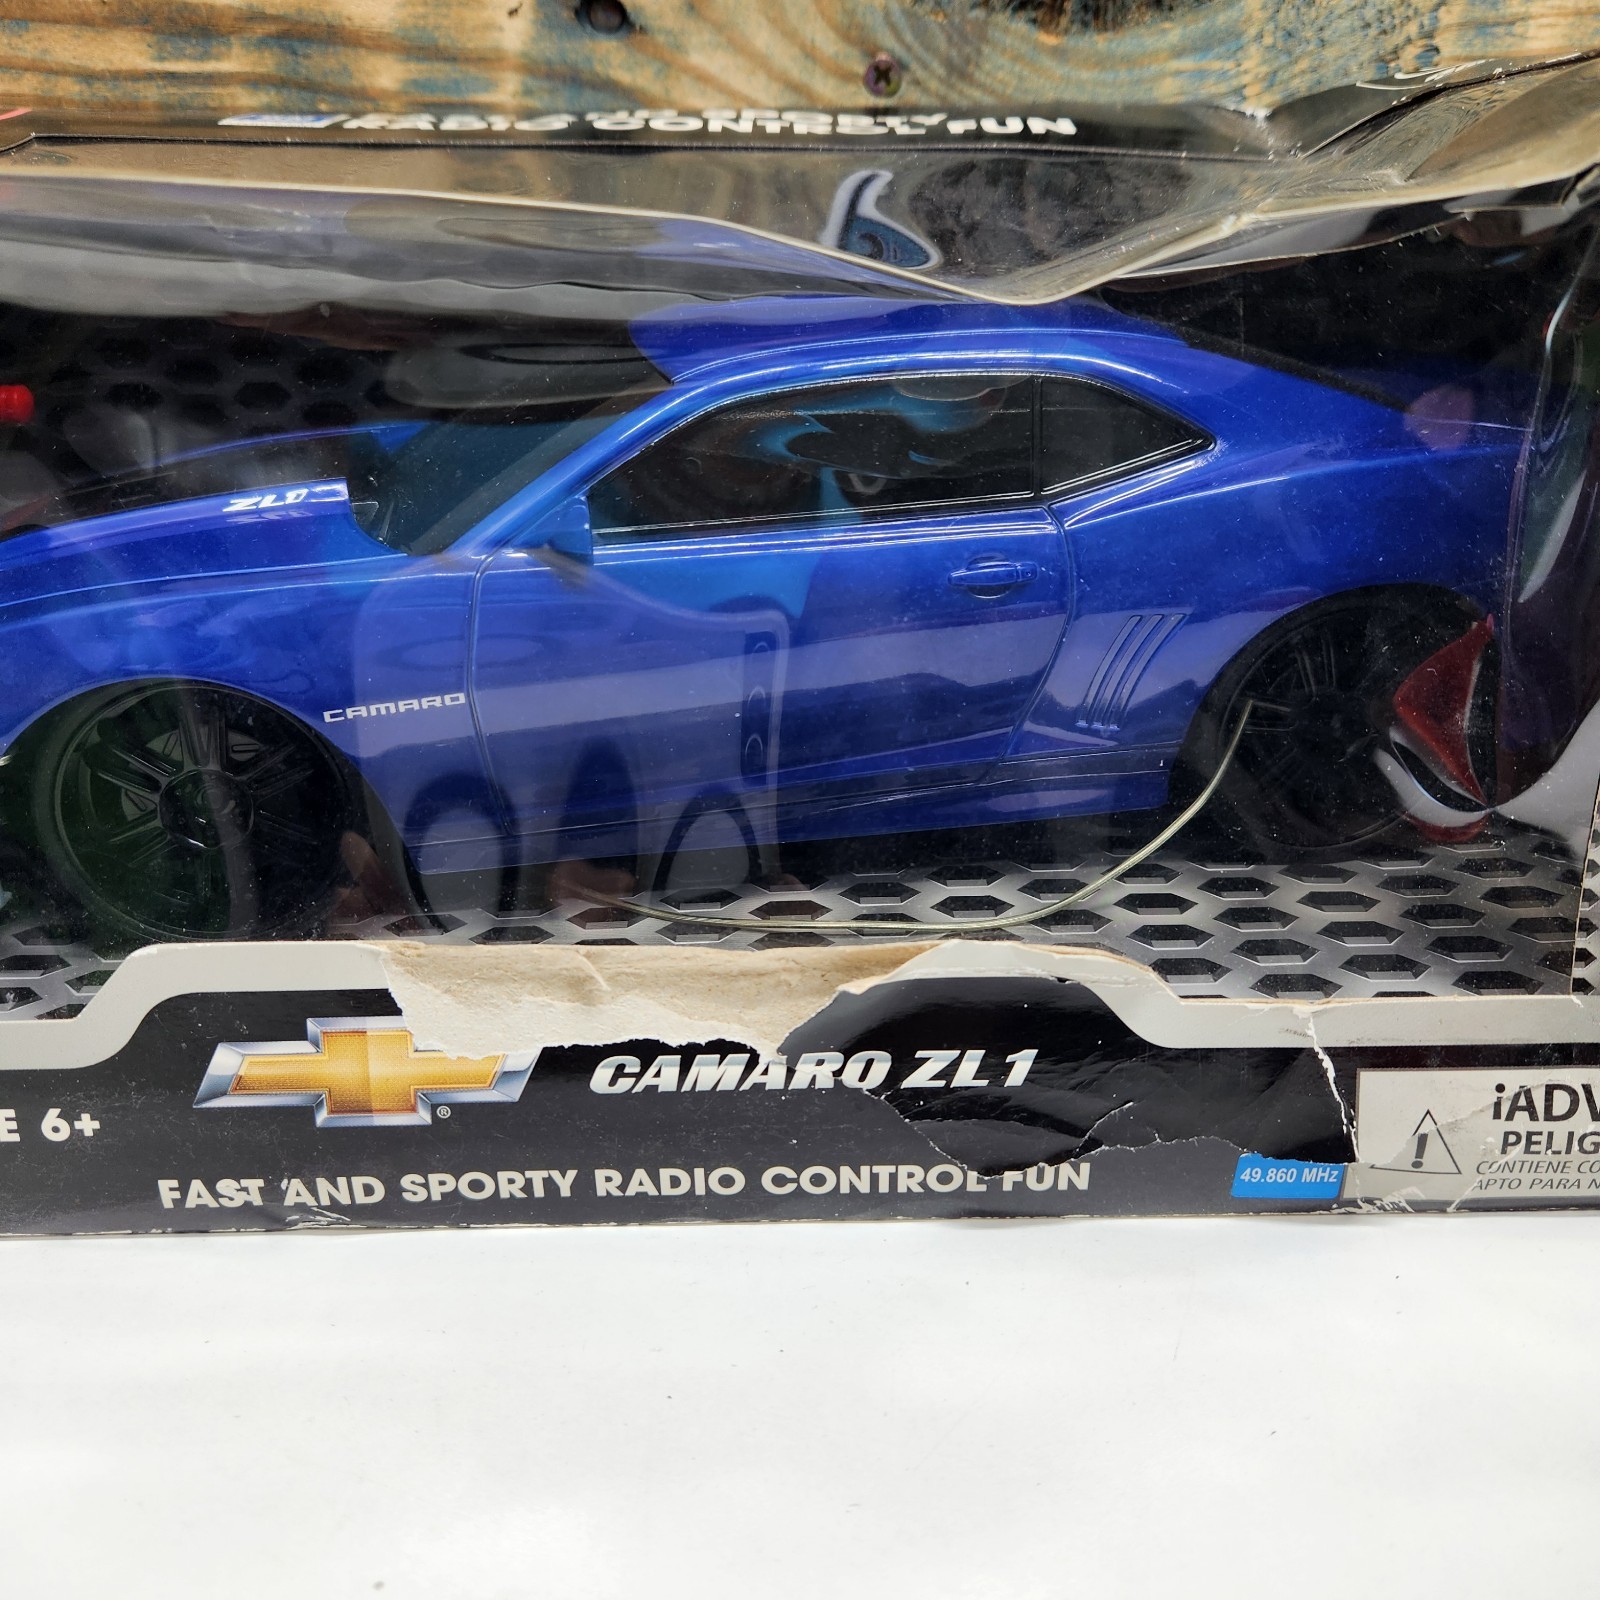 RADIO CONTROL FUN
ZL1
CAMARO
CAMARO ZL1
®
E 6+
FAST AND SPORTY RADIO CONTROL FUN
49.860 MHz
iADV
PELIG
CONTIENE CO
APTO PARA N